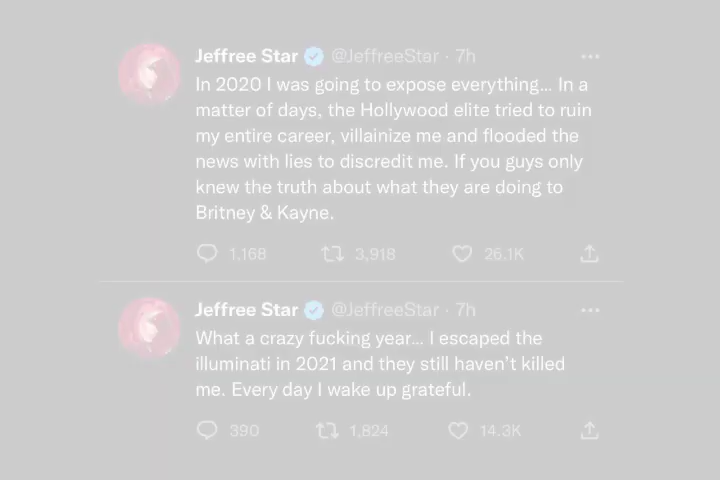 Jeffree Star @JeffreeStar · 7h
In 2020 I was going to expose everything... In a
matter of days, the Hollywood elite tried to ruin
my entire career, villainize me and flooded the
news with lies to discredit me. If you guys only
knew the truth about what they are doing to
Britney & Kayne.
1,168 3,918 26.1K
Jeffree Star @JeffreeStar · 7h
What a crazy fucking year... I escaped the
illuminati in 2021 and they still haven't killed
me. Every day I wake up grateful.
390 1,824 14.3K